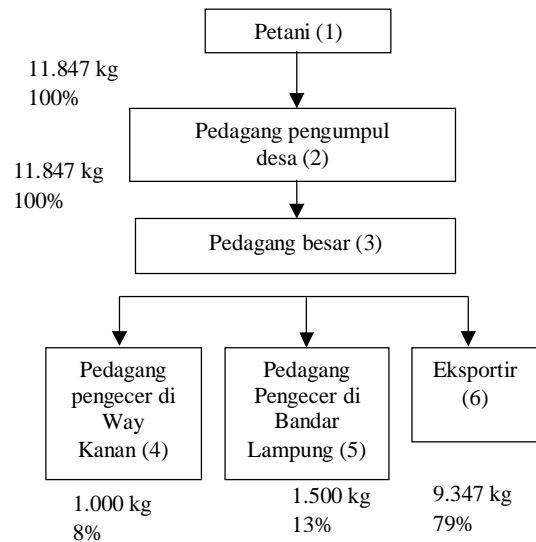 Petani (1)
11.847 kg
100%
Pedagang pengumpul
desa (2)
11.847 kg
100%
Pedagang besar (3)
Pedagang
pengecer di
Way
Kanan (4)
Pedagang
Pengecer di
Bandar
Lampung (5)
Eksportir
(6)
1.000 kg
8%
1.500 kg
13%
9.347 kg
79%